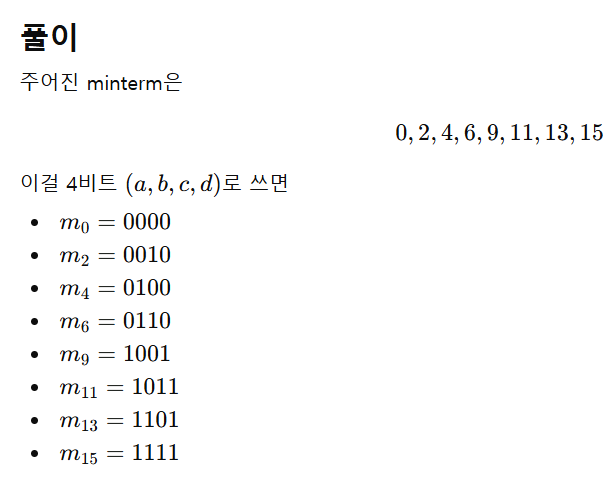 풀이
주어진 minterm은
0, 2, 4, 6, 9, 11, 13, 15
이걸 4비트 (a, b, c, d)로 쓰면
• m₀ = 0000
• m₂ = 0010
• m₄ = 0100
• m₆ = 0110
• m₉ = 1001
• m₁₁ = 1011
• m₁₃ = 1101
• m₁₅ = 1111